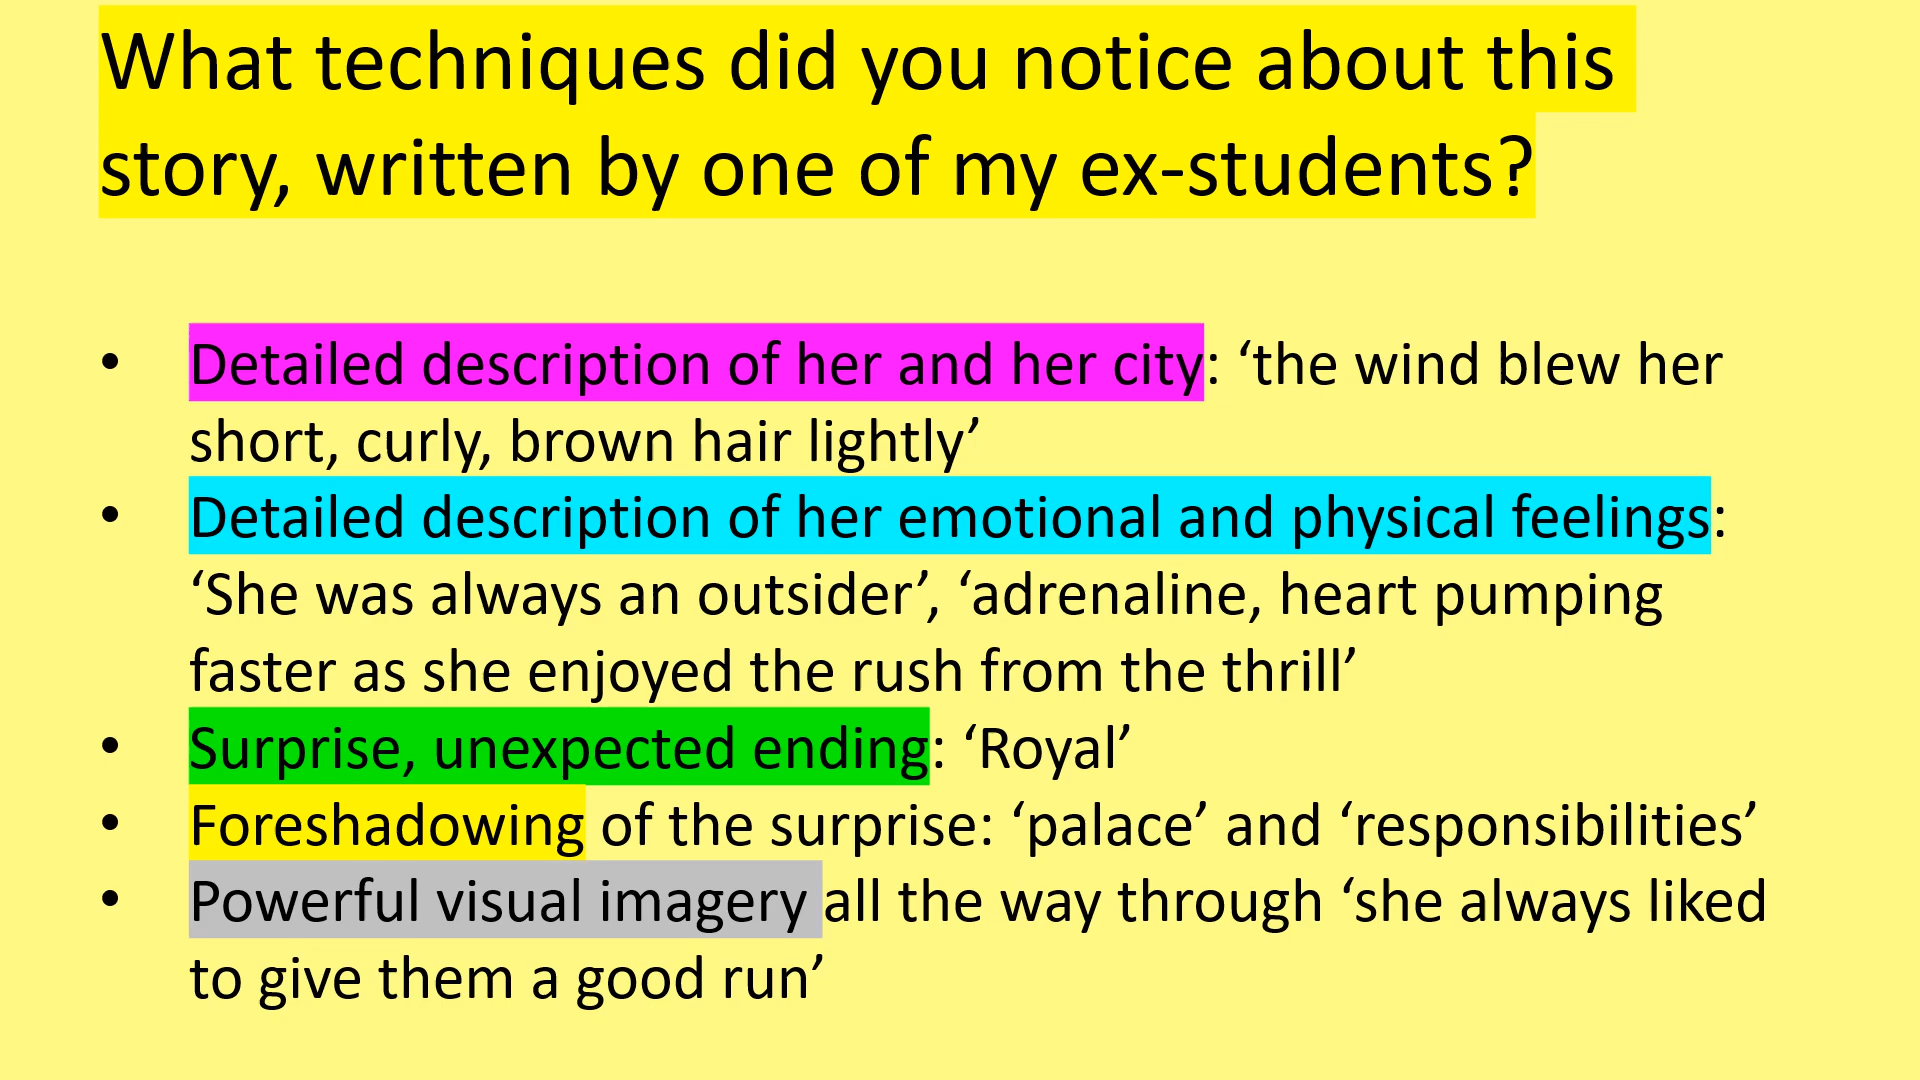 What techniques did you notice about this
story, written by one of my ex-students?
• Detailed description of her and her city: ‘the wind blew her
short, curly, brown hair lightly’
• Detailed description of her emotional and physical feelings:
‘She was always an outsider’, ‘adrenaline, heart pumping
faster as she enjoyed the rush from the thrill’
• Surprise, unexpected ending: ‘Royal’
• Foreshadowing of the surprise: ‘palace’ and ‘responsibilities’
• Powerful visual imagery all the way through ‘she always liked
to give them a good run’